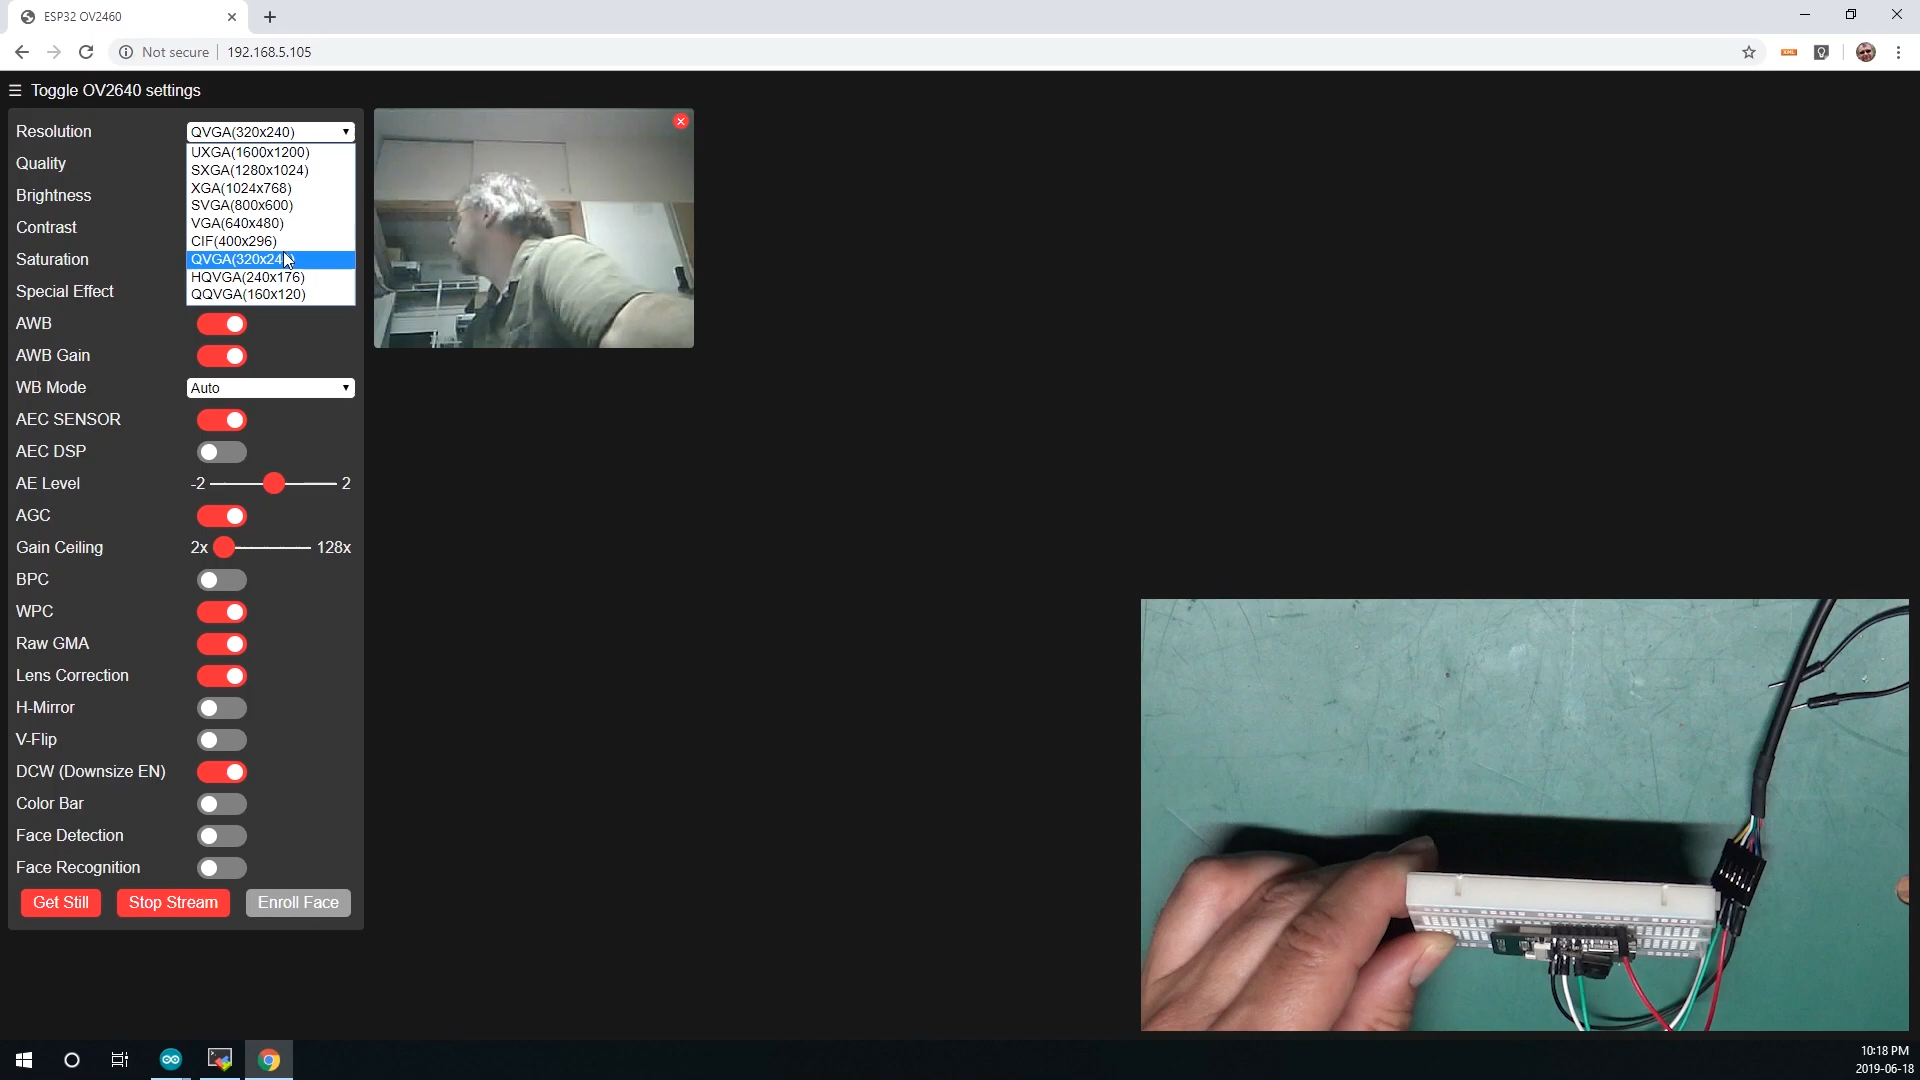 ESP32 OV2460
Not secure 192.168.5.105
Toggle OV2640 settings
Resolution QVGA(320x240)
UXGA(1600x1200)
SXGA(1280x1024)
XGA(1024x768)
SVGA(800x600)
VGA(640x480)
CIF(400x296)
QVGA(320x24
HQVGA(240x176)
QQVGA(160x120)
Quality
Brightness
Contrast
Saturation
Special Effect
AWB
AWB Gain
WB Mode Auto
AEC SENSOR
AEC DSP
AE Level -2 2
AGC
Gain Ceiling 2x 128x
BPC
WPC
Raw GMA
Lens Correction
H-Mirror
V-Flip
DCW (Downsize EN)
Color Bar
Face Detection
Face Recognition
Get Still Stop Stream Enroll Face
10:18 PM
2019-06-18